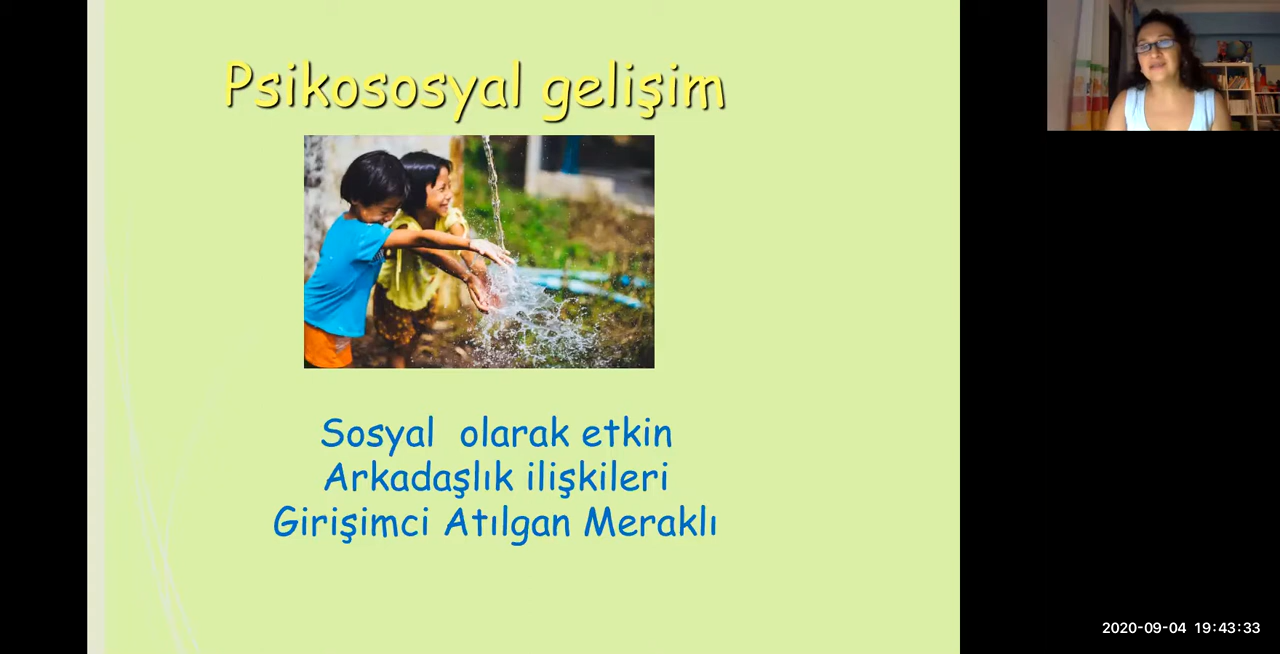 Psikososyal gelişim
Sosyal olarak etkin
Arkadaşlık ilişkileri
Girişimci Atılgan Meraklı
2020-09-04 19:43:33